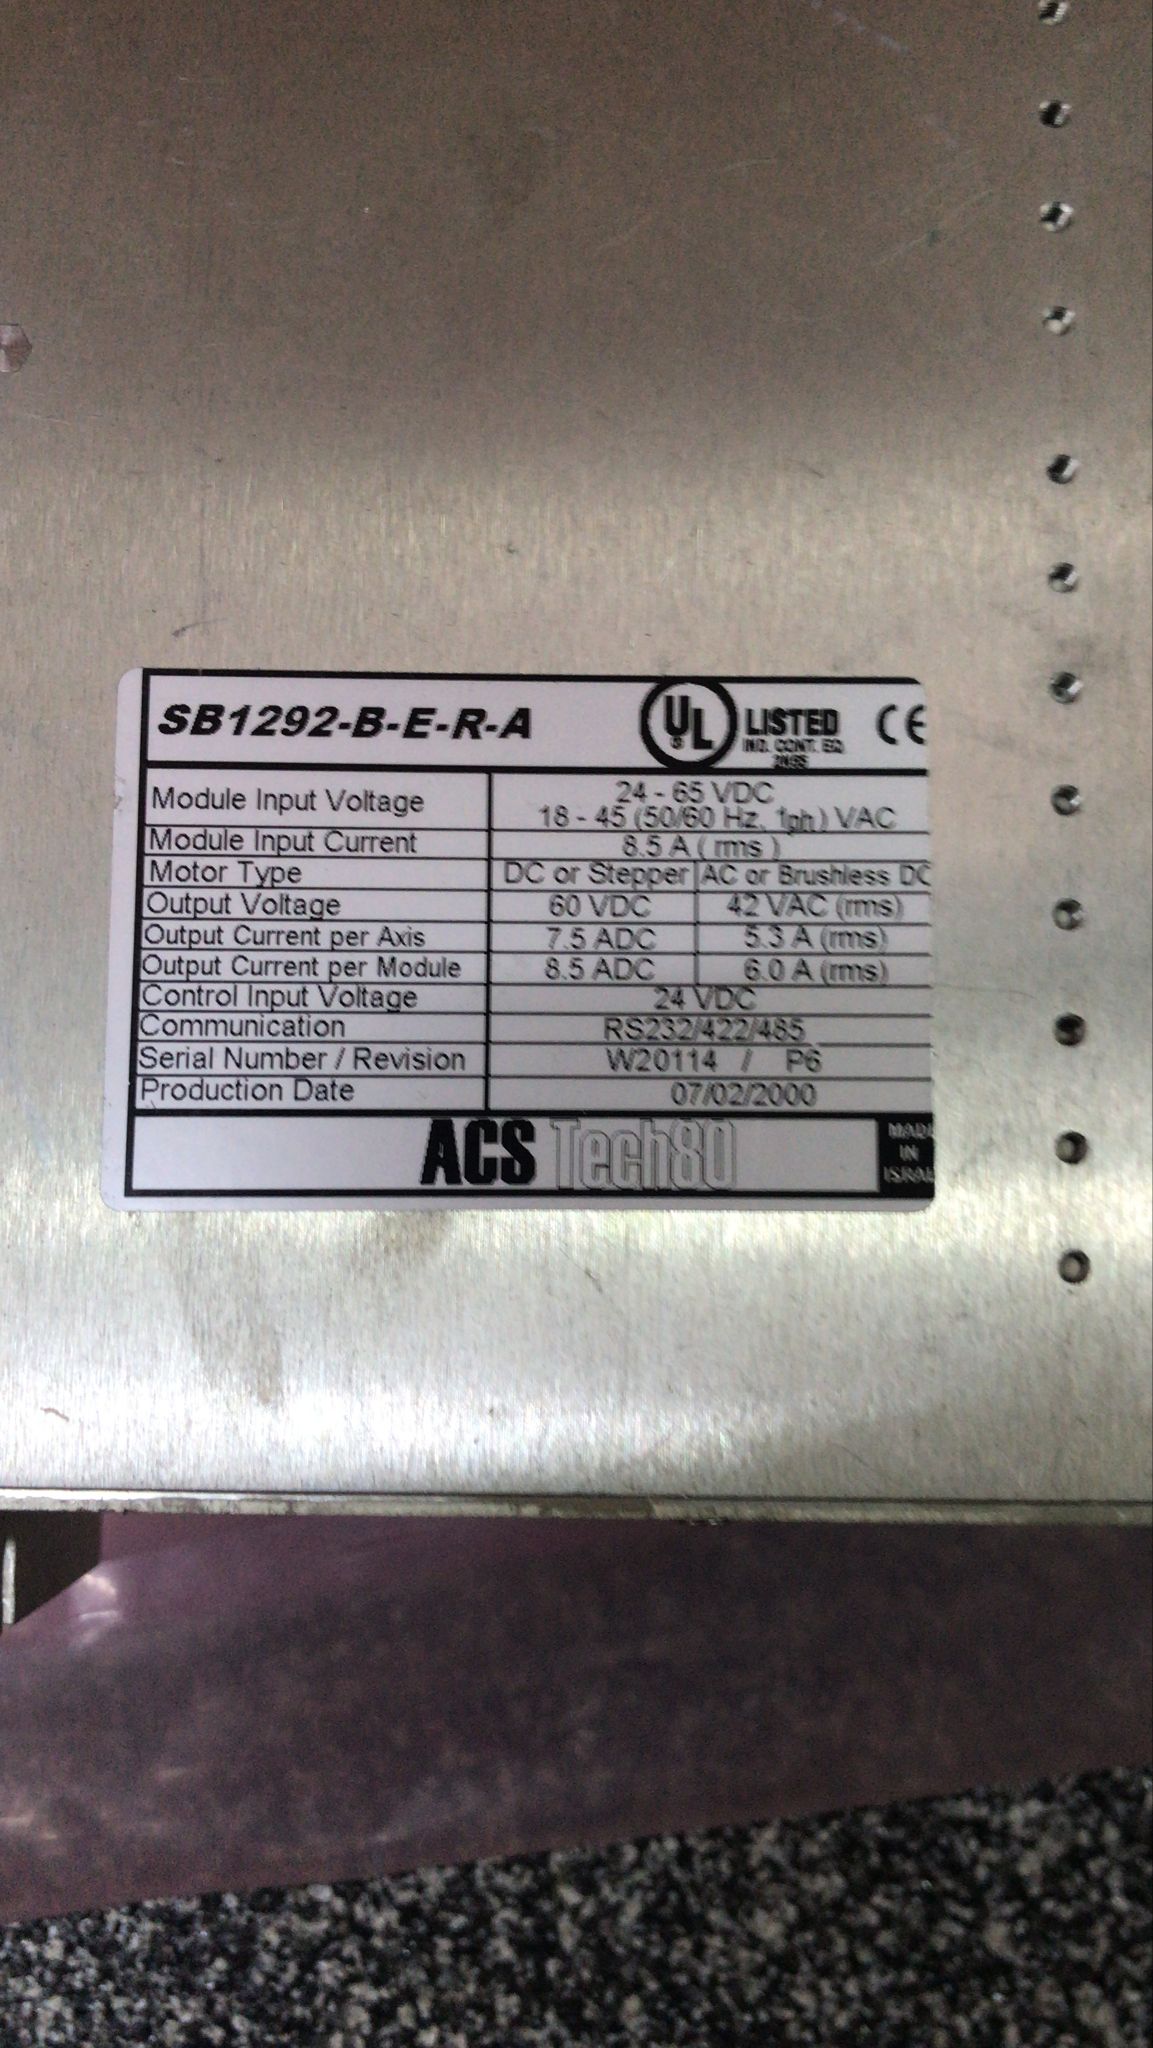 SB1292-B-E-R-A
UL LISTED CE
IND. CONT. EQ
Module Input Voltage 24 - 65 VDC
18 - 45 (50/60 Hz, 1ph) VAC
Module Input Current 8.5 A ( rms )
Motor Type DC or Stepper AC or Brushless DC
Output Voltage 60 VDC 42 VAC (rms)
Output Current per Axis 7.5 ADC 5.3 A (rms)
Output Current per Module 8.5 ADC 6.0 A (rms)
Control Input Voltage 24 VDC
Communication RS232/422/485
Serial Number / Revision W20114 / P6
Production Date 07/02/2000
ACS Tech80
MADE
IN
ISRAEL